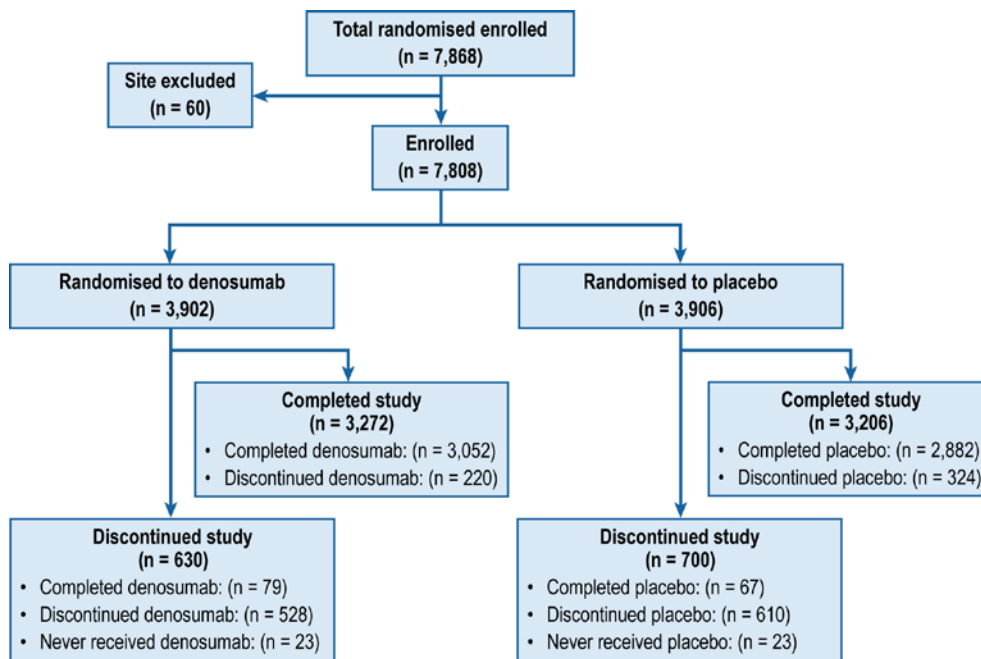 Total randomised enrolled
(n = 7,868)
Site excluded
(n = 60)
Enrolled
(n = 7,808)
Randomised to denosumab
(n = 3,902)
Randomised to placebo
(n = 3,906)
Completed study
(n = 3,272)
• Completed denosumab: (n = 3,052)
• Discontinued denosumab: (n = 220)
Completed study
(n = 3,206)
• Completed placebo: (n = 2,882)
• Discontinued placebo: (n = 324)
Discontinued study
(n = 630)
• Completed denosumab: (n = 79)
• Discontinued denosumab: (n = 528)
• Never received denosumab: (n = 23)
Discontinued study
(n = 700)
• Completed placebo: (n = 67)
• Discontinued placebo: (n = 610)
• Never received placebo: (n = 23)